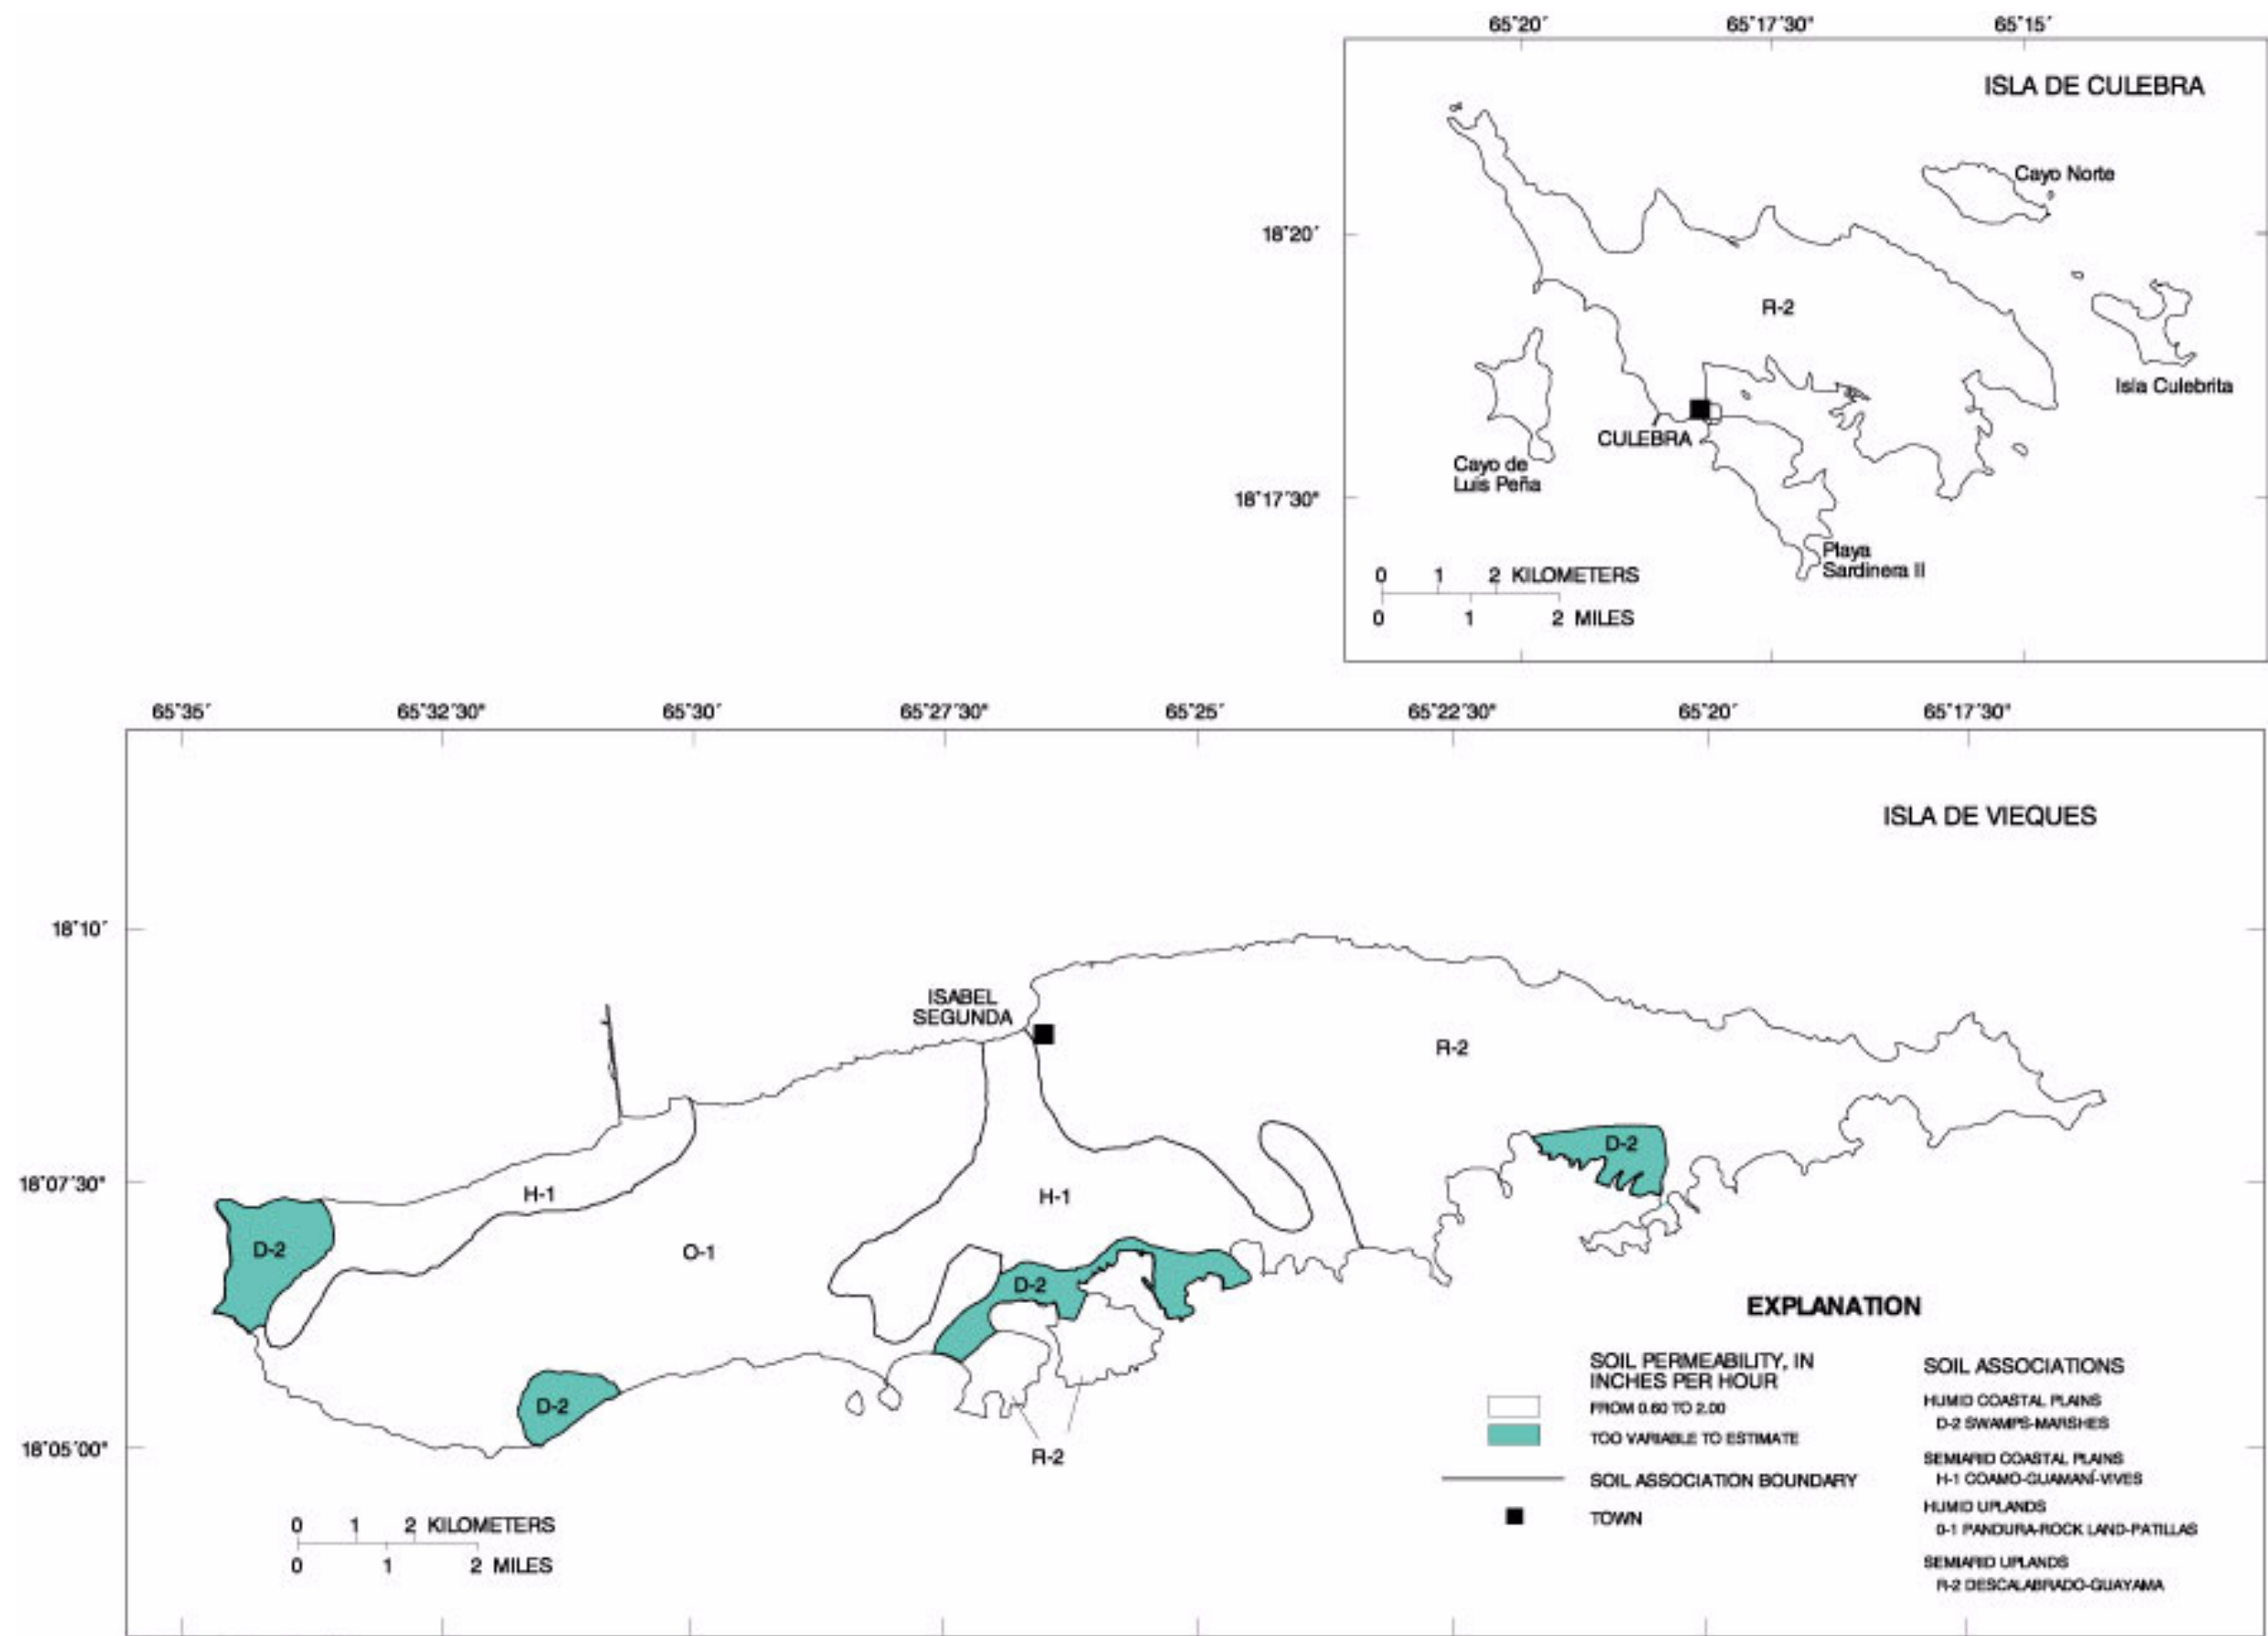 65°20´ 65°17´30" 65°15´
ISLA DE CULEBRA
Cayo Norte
18°20´
R-2
Isla Culebrita
CULEBRA
Cayo de
Luis Peña
18°17´30"
Playa
Sardinera II
0 1 2 KILOMETERS
0 1 2 MILES
65°35´ 65°32´30" 65°30´ 65°27´30" 65°25´ 65°22´30" 65°20´ 65°17´30"
ISLA DE VIEQUES
18°10´
ISABEL
SEGUNDA
R-2
D-2
18°07´30"
H-1
H-1
D-2
O-1
D-2
D-2
18°05´00"
R-2
0 1 2 KILOMETERS
0 1 2 MILES
EXPLANATION
SOIL PERMEABILITY, IN
INCHES PER HOUR
FROM 0.60 TO 2.00
TOO VARIABLE TO ESTIMATE
SOIL ASSOCIATION BOUNDARY
TOWN
SOIL ASSOCIATIONS
HUMID COASTAL PLAINS
D-2 SWAMPS-MARSHES
SEMIARID COASTAL PLAINS
H-1 COAMO-GUAMANÍ-VIVES
HUMID UPLANDS
0-1 PANDURA-ROCK LAND-PATILLAS
SEMIARID UPLANDS
R-2 DESCALABRADO-GUAYAMA